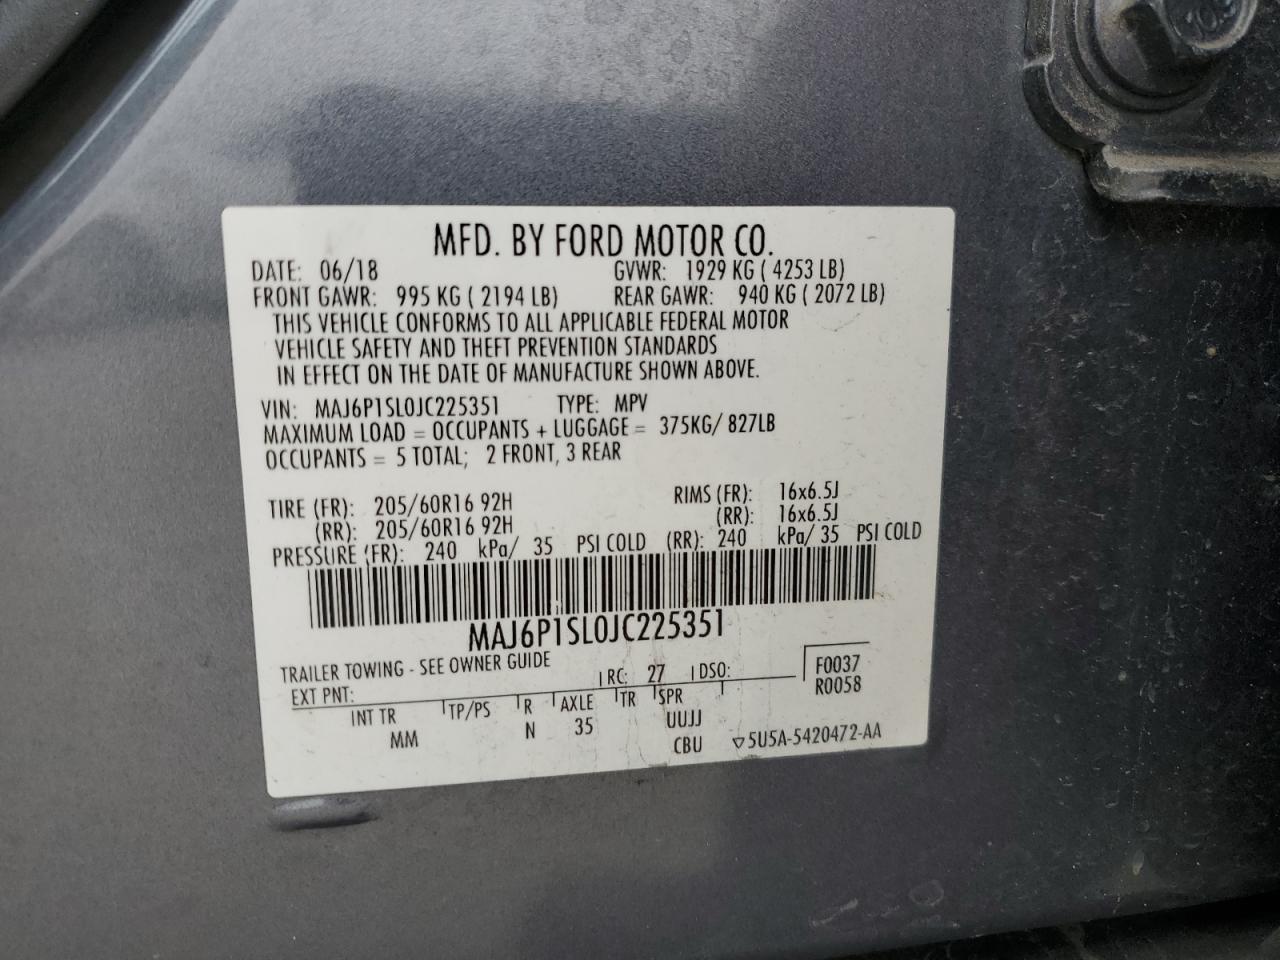 MFD. BY FORD MOTOR CO.
DATE: 06/18 GVWR: 1929 KG ( 4253 LB)
FRONT GAWR: 995 KG ( 2194 LB) REAR GAWR: 940 KG ( 2072 LB)
THIS VEHICLE CONFORMS TO ALL APPLICABLE FEDERAL MOTOR
VEHICLE SAFETY AND THEFT PREVENTION STANDARDS
IN EFFECT ON THE DATE OF MANUFACTURE SHOWN ABOVE.
VIN: MAJ6P1SL0JC225351 TYPE: MPV
MAXIMUM LOAD = OCCUPANTS + LUGGAGE = 375KG/ 827LB
OCCUPANTS = 5 TOTAL; 2 FRONT, 3 REAR
TIRE (FR): 205/60R16 92H RIMS (FR): 16x6.5J
(RR): 205/60R16 92H (RR): 16x6.5J
PRESSURE (FR): 240 kPa/ 35 PSI COLD (RR): 240 kPa/ 35 PSI COLD
MAJ6P1SL0JC225351
TRAILER TOWING - SEE OWNER GUIDE
EXT PNT: RC: 27 DSO: F0037
R0058
INT TR TP/PS R AXLE TR SPR
MM N 35 UUJJ
CBU 5U5A-5420472-AA